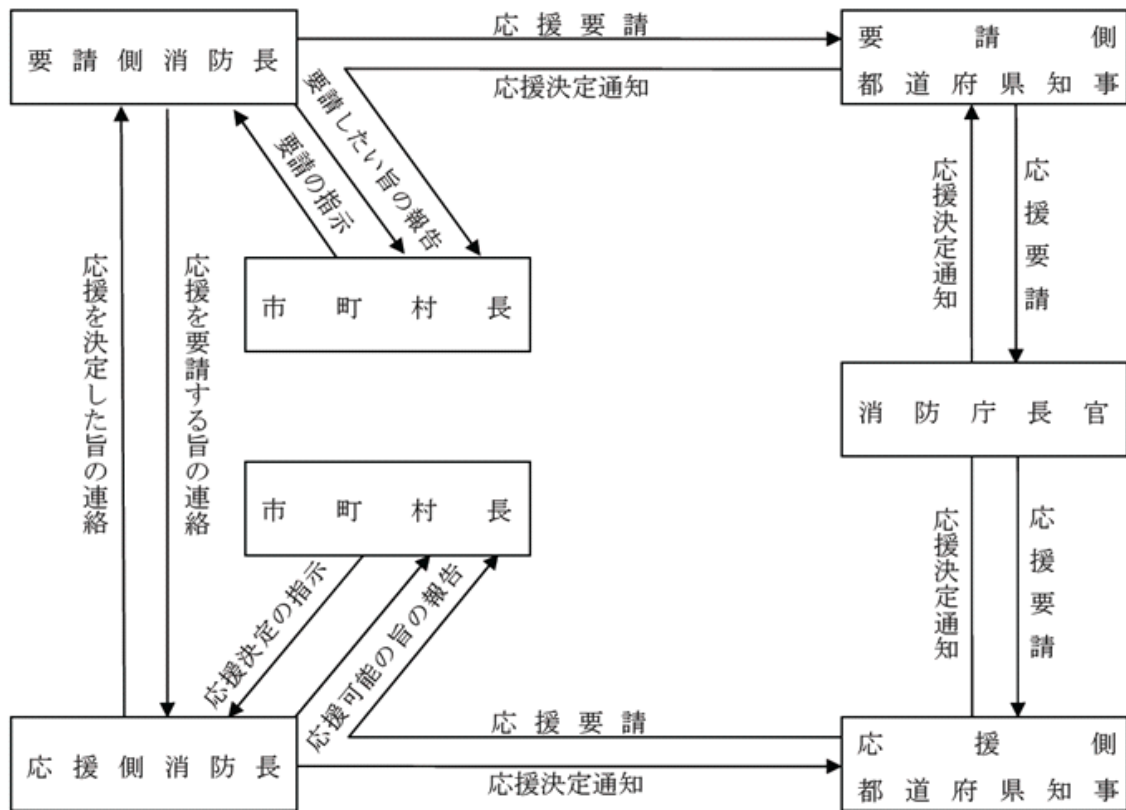 応援要請
要請側消防長
要請側
都道府県知事
応援決定通知
要請したい旨の報告
要請の指示
応援決定通知
応援要請
市町村長
応援を決定した旨の連絡
応援を要請する旨の連絡
消防庁長官
市町村長
応援決定通知
応援要請
応援決定の指示
応援可能の旨の報告
応援要請
応援側消防長
応援決定通知
応援側
都道府県知事